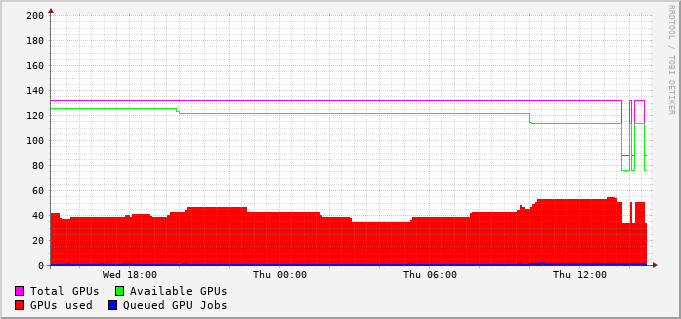 200
180
160
140
120
100
80
60
40
20
0
Wed 18:00 Thu 00:00 Thu 06:00 Thu 12:00
Total GPUs Available GPUs
GPUs used Queued GPU Jobs
RRDTOOL / TOBI OETIKER